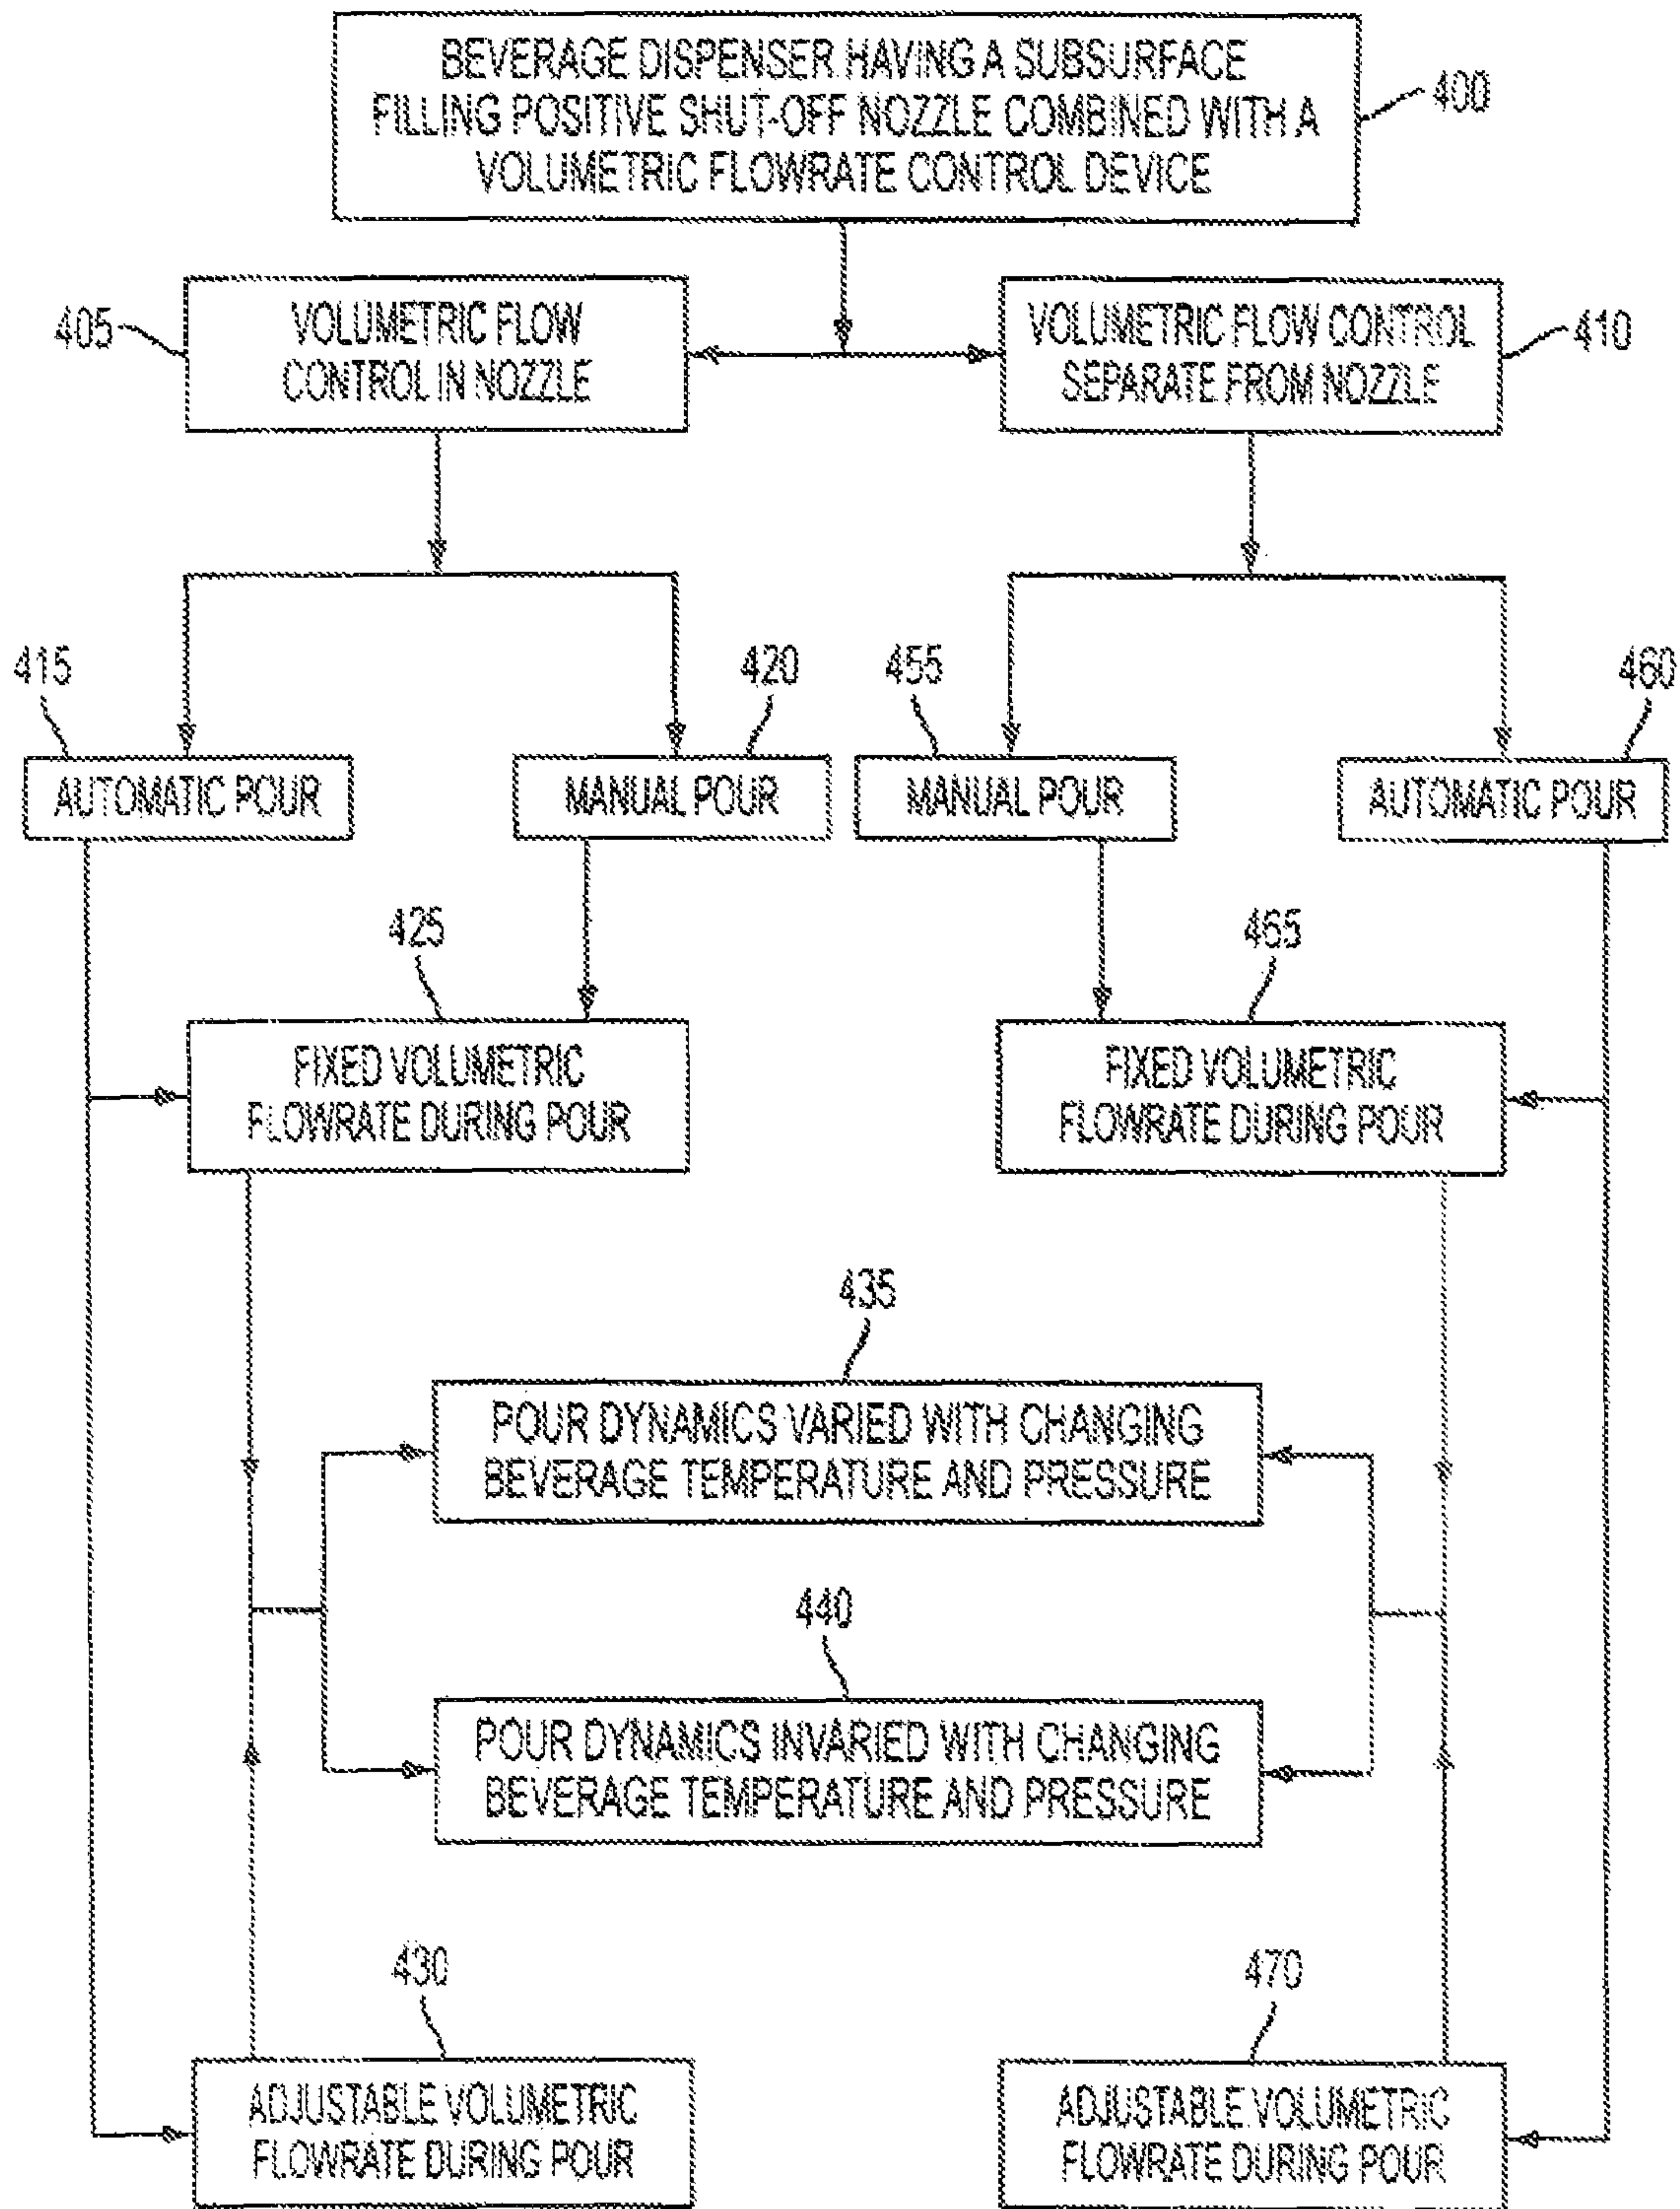 BEVERAGE DISPENSER HAVING A SUBSURFACE
FILLING POSITIVE SHUT-OFF NOZZLE COMBINED WITH A
VOLUMETRIC FLOWRATE CONTROL DEVICE
400
405
VOLUMETRIC FLOW
CONTROL IN NOZZLE
VOLUMETRIC FLOW CONTROL
SEPARATE FROM NOZZLE
410
415
420
455
460
AUTOMATIC POUR
MANUAL POUR
MANUAL POUR
AUTOMATIC POUR
425
465
FIXED VOLUMETRIC
FLOWRATE DURING POUR
FIXED VOLUMETRIC
FLOWRATE DURING POUR
435
POUR DYNAMICS VARIED WITH CHANGING
BEVERAGE TEMPERATURE AND PRESSURE
440
POUR DYNAMICS INVARIED WITH CHANGING
BEVERAGE TEMPERATURE AND PRESSURE
430
470
ADJUSTABLE VOLUMETRIC
FLOWRATE DURING POUR
ADJUSTABLE VOLUMETRIC
FLOWRATE DURING POUR